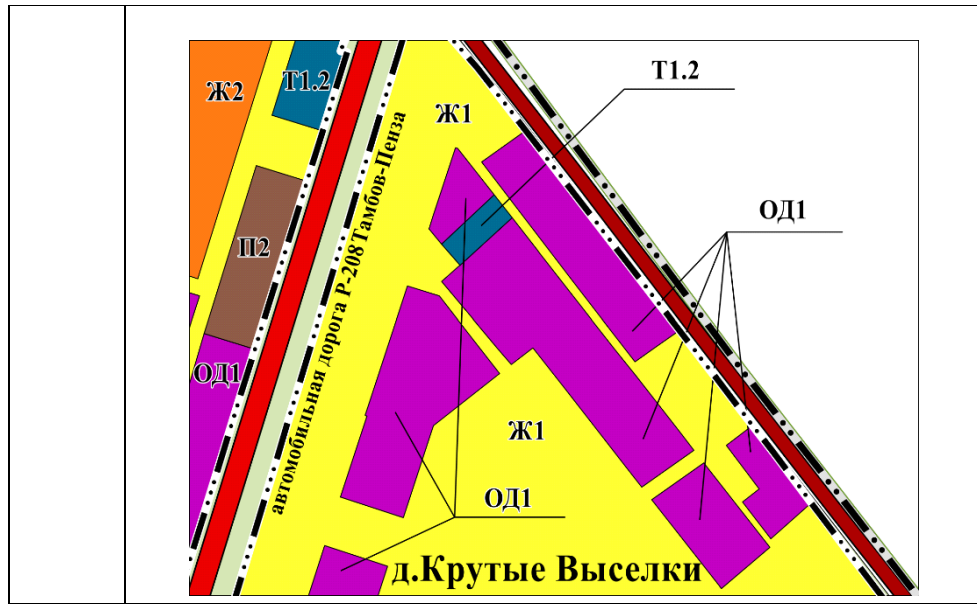 Т1.2
Т1.2
Ж2
Ж1
ОД1
П2
автомобильная дорога Р-208 Тамбов-Пенза
ОД1
Ж1
ОД1
д.Крутые Выселки